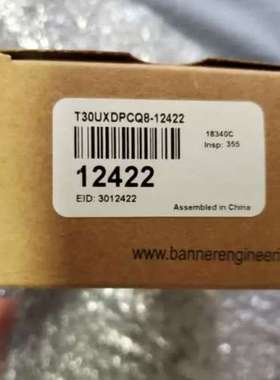 T30UXDPCQ8-12422
18340C
Insp: 355
12422
EID: 3012422
Assembled in China
www.bannerengineer